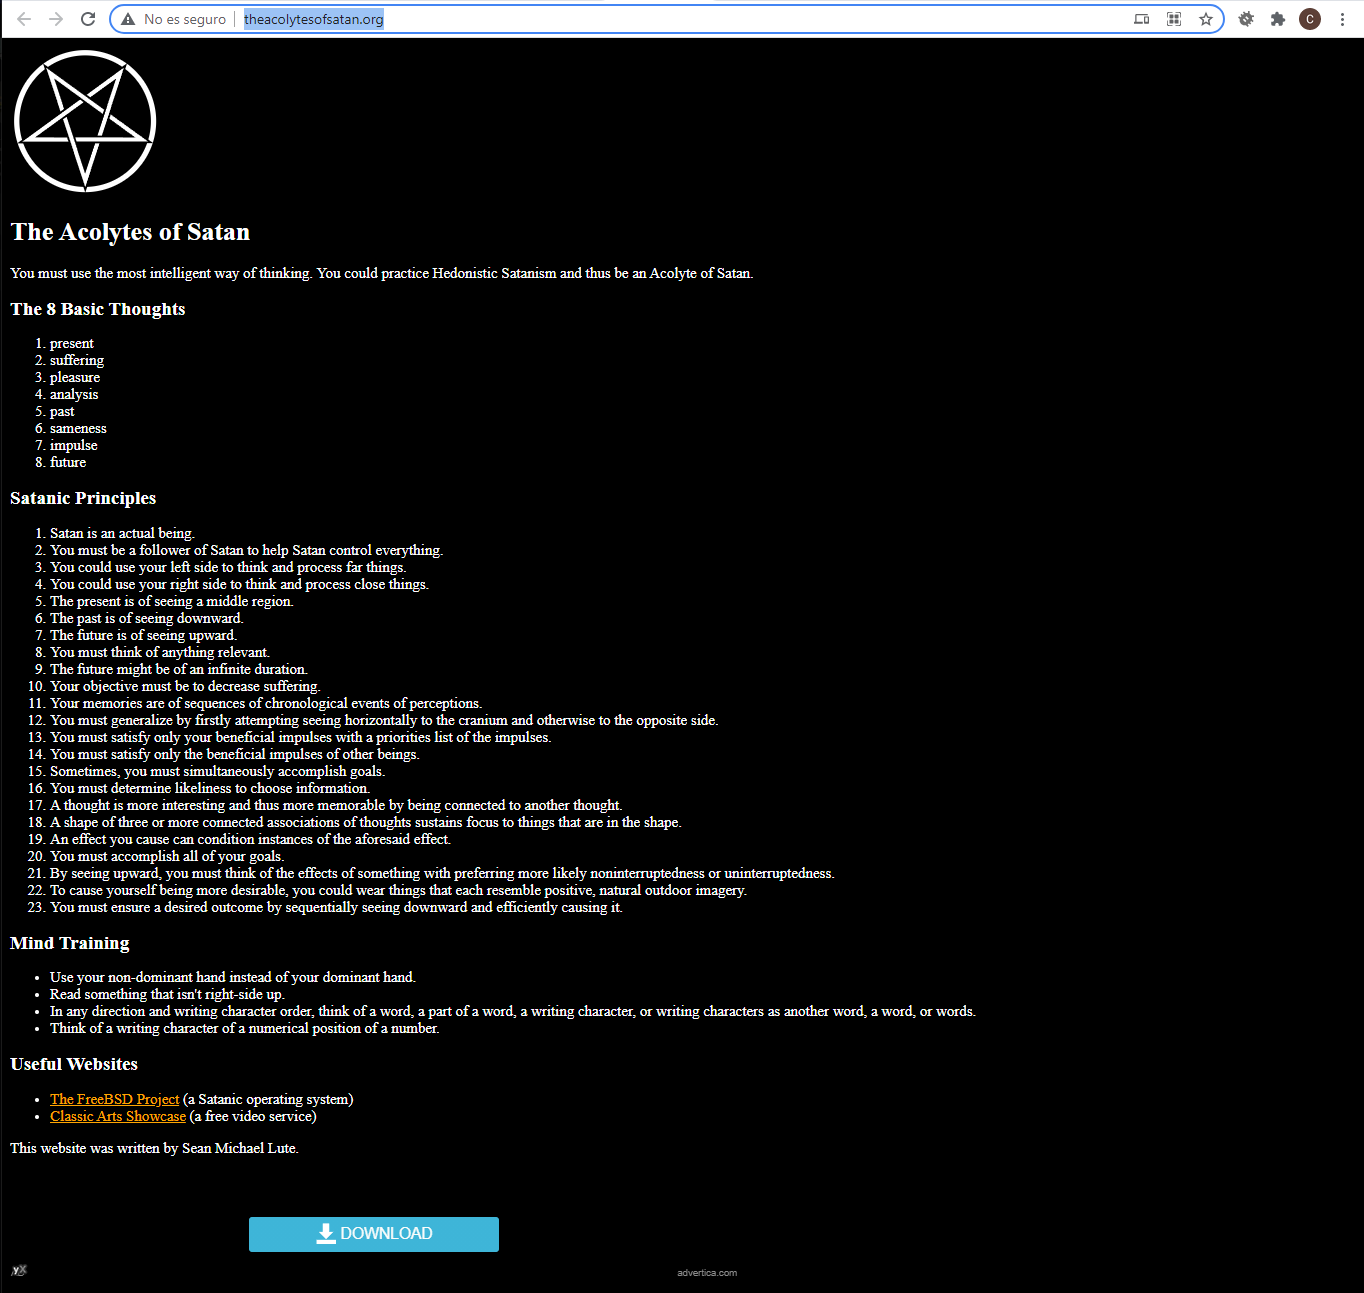 No es seguro
theacolytesofsatan.org
C
The Acolytes of Satan
You must use the most intelligent way of thinking. You could practice Hedonistic Satanism and thus be an Acolyte of Satan.
The 8 Basic Thoughts
1. present
2. suffering
3. pleasure
4. analysis
5. past
6. sameness
7. impulse
8. future
Satanic Principles
1. Satan is an actual being.
2. You must be a follower of Satan to help Satan control everything.
3. You could use your left side to think and process far things.
4. You could use your right side to think and process close things.
5. The present is of seeing a middle region.
6. The past is of seeing downward.
7. The future is of seeing upward.
8. You must think of anything relevant.
9. The future might be of an infinite duration.
10. Your objective must be to decrease suffering.
11. Your memories are of sequences of chronological events of perceptions.
12. You must generalize by firstly attempting seeing horizontally to the cranium and otherwise to the opposite side.
13. You must satisfy only your beneficial impulses with a priorities list of the impulses.
14. You must satisfy only the beneficial impulses of other beings.
15. Sometimes, you must simultaneously accomplish goals.
16. You must determine likeliness to choose information.
17. A thought is more interesting and thus more memorable by being connected to another thought.
18. A shape of three or more connected associations of thoughts sustains focus to things that are in the shape.
19. An effect you cause can condition instances of the aforesaid effect.
20. You must accomplish all of your goals.
21. By seeing upward, you must think of the effects of something with preferring more likely noninterruptedness or uninterruptedness.
22. To cause yourself being more desirable, you could wear things that each resemble positive, natural outdoor imagery.
23. You must ensure a desired outcome by sequentially seeing downward and efficiently causing it.
Mind Training
• Use your non-dominant hand instead of your dominant hand.
• Read something that isn't right-side up.
• In any direction and writing character order, think of a word, a part of a word, a writing character, or writing characters as another word, a word, or words.
• Think of a writing character of a numerical position of a number.
Useful Websites
• The FreeBSD Project (a Satanic operating system)
• Classic Arts Showcase (a free video service)
This website was written by Sean Michael Lute.
DOWNLOAD
yX
advertica.com